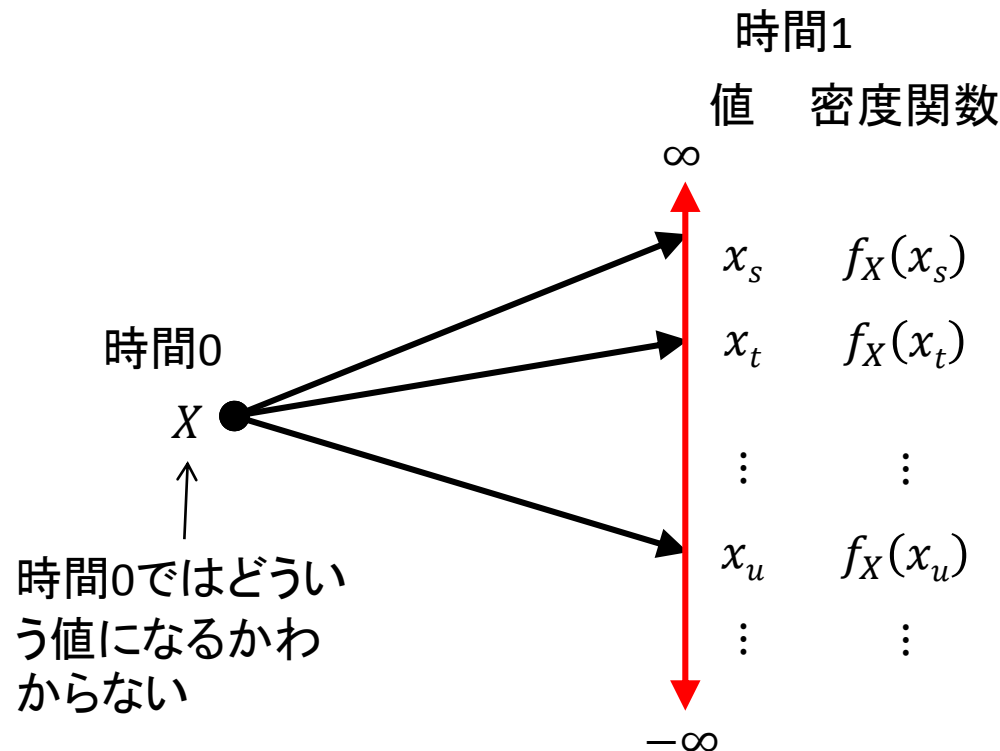 時間1
値 密度関数
∞
x_s f_X(x_s)
時間0
x_t f_X(x_t)
X
⋮ ⋮
時間0ではどうい
う値になるかわ
からない
x_u f_X(x_u)
⋮ ⋮
−∞